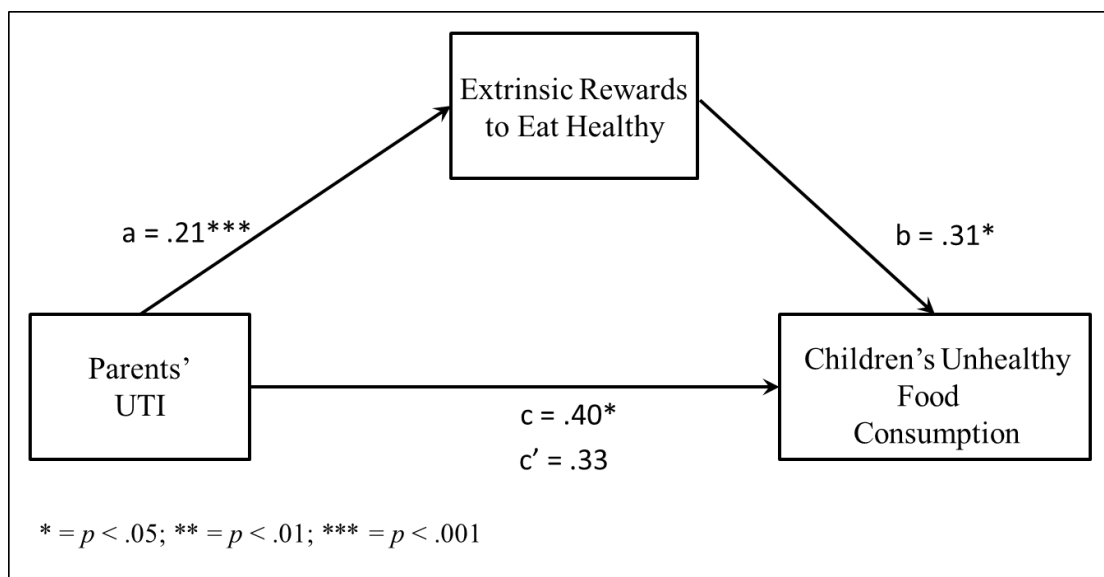 Extrinsic Rewards
to Eat Healthy
a = .21***
b = .31*
Parents’
UTI
Children’s Unhealthy
Food
Consumption
c = .40*
c’ = .33
* = p < .05; ** = p < .01; *** = p < .001